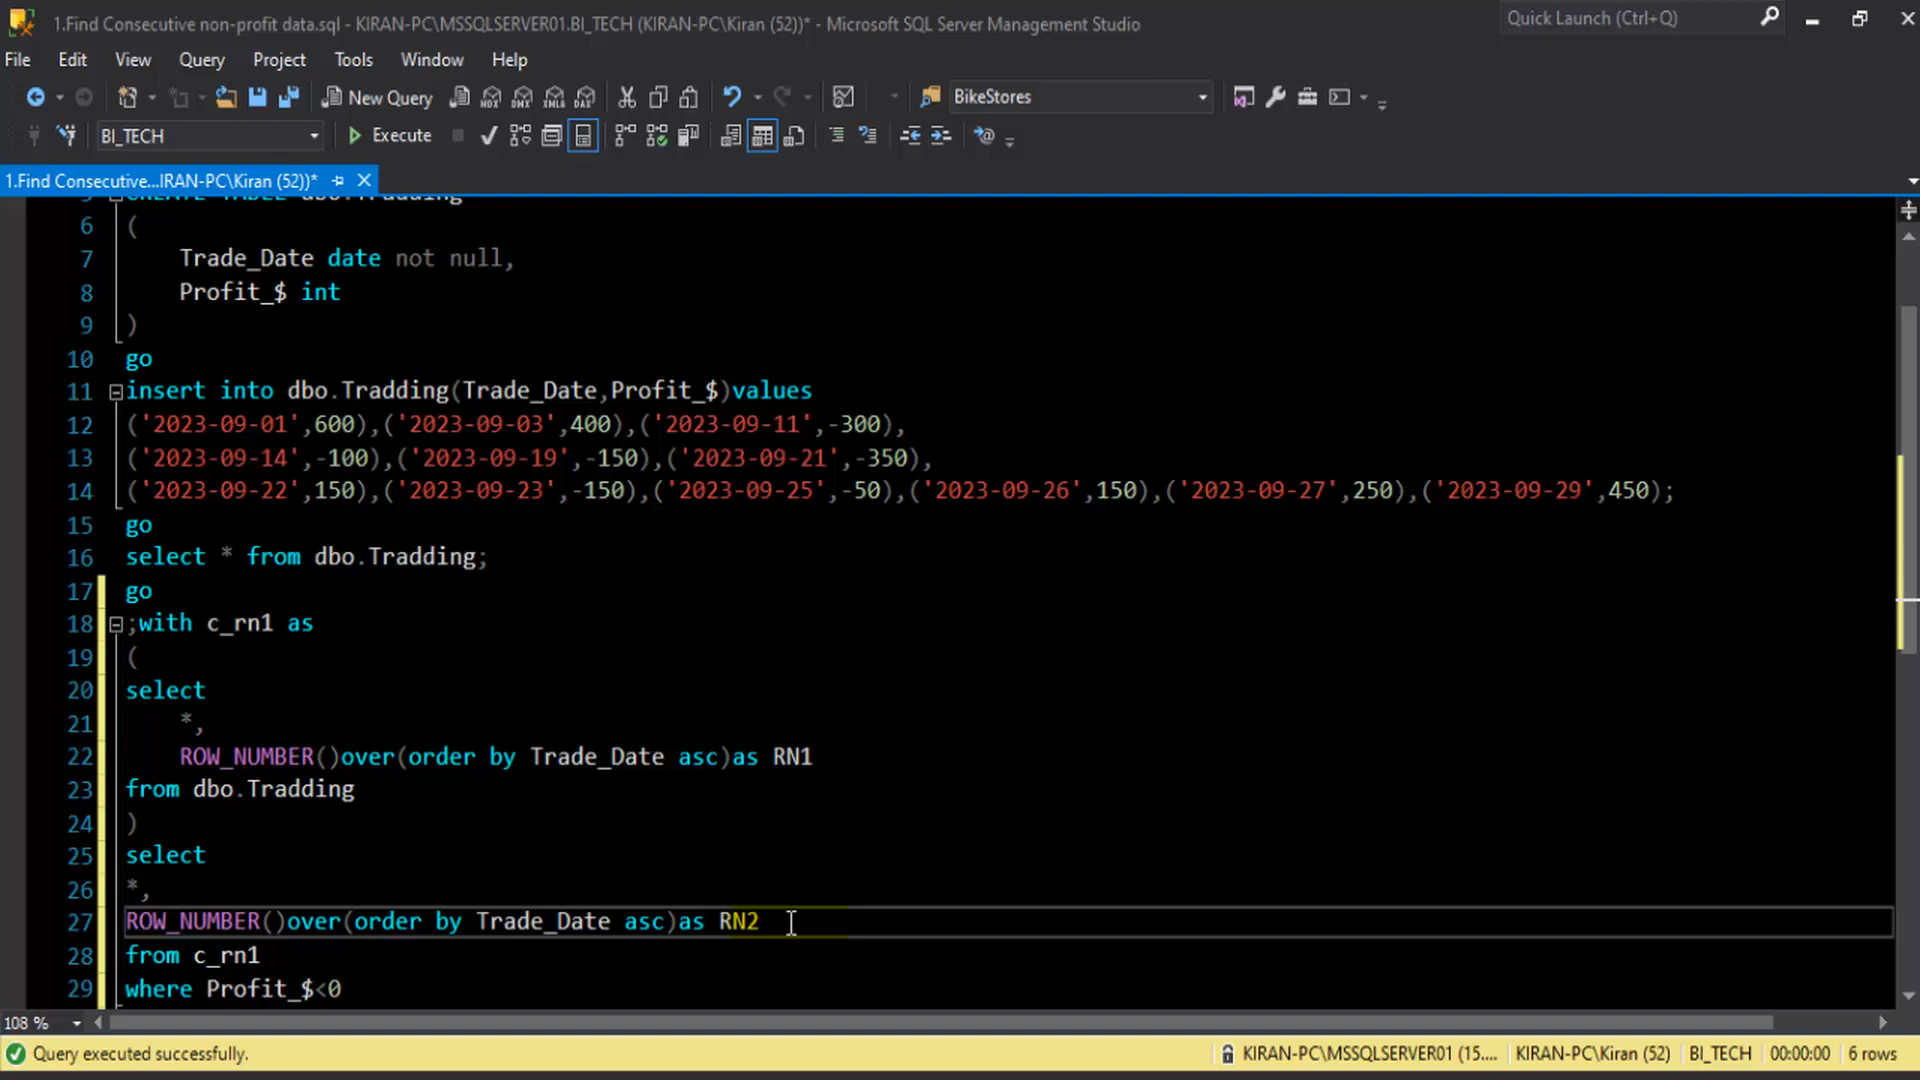 1.Find Consecutive non-profit data.sql - KIRAN-PC\MSSQLSERVER01.BI_TECH (KIRAN-PC\Kiran (52))* - Microsoft SQL Server Management Studio
Quick Launch (Ctrl+Q)
File Edit View Query Project Tools Window Help
New Query
MDX DMX XMLA DAX
BikeStores
BI_TECH
Execute
1.Find Consecutive...IRAN-PC\Kiran (52))*
6 (
7 Trade_Date date not null,
8 Profit_$ int
9 )
10 go
11 insert into dbo.Tradding(Trade_Date,Profit_$)values
12 ('2023-09-01',600),('2023-09-03',400),('2023-09-11',-300),
13 ('2023-09-14',-100),('2023-09-19',-150),('2023-09-21',-350),
14 ('2023-09-22',150),('2023-09-23',-150),('2023-09-25',-50),('2023-09-26',150),('2023-09-27',250),('2023-09-29',450);
15 go
16 select * from dbo.Tradding;
17 go
18 ;with c_rn1 as
19 (
20 select
21 *,
22 ROW_NUMBER()over(order by Trade_Date asc)as RN1
23 from dbo.Tradding
24 )
25 select
26 *,
27 ROW_NUMBER()over(order by Trade_Date asc)as RN2
28 from c_rn1
29 where Profit_$<0
108 %
Query executed successfully.
KIRAN-PC\MSSQLSERVER01 (15.... KIRAN-PC\Kiran (52) BI_TECH 00:00:00 6 rows